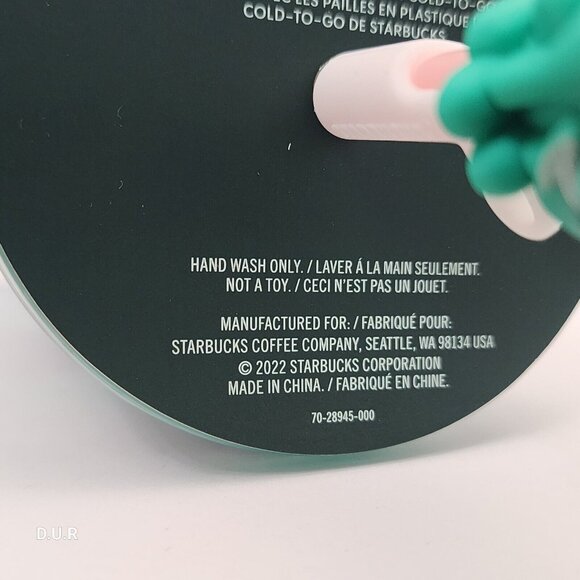 LES PAILLES EN PLASTIQUE
COLD-TO-GO DE STARBUCKS
HAND WASH ONLY. / LAVER Á LA MAIN SEULEMENT.
NOT A TOY. / CECI N'EST PAS UN JOUET.
MANUFACTURED FOR: / FABRIQUÉ POUR:
STARBUCKS COFFEE COMPANY, SEATTLE, WA 98134 USA
© 2022 STARBUCKS CORPORATION
MADE IN CHINA. / FABRIQUÉ EN CHINE.
70-28945-000
D.U.R